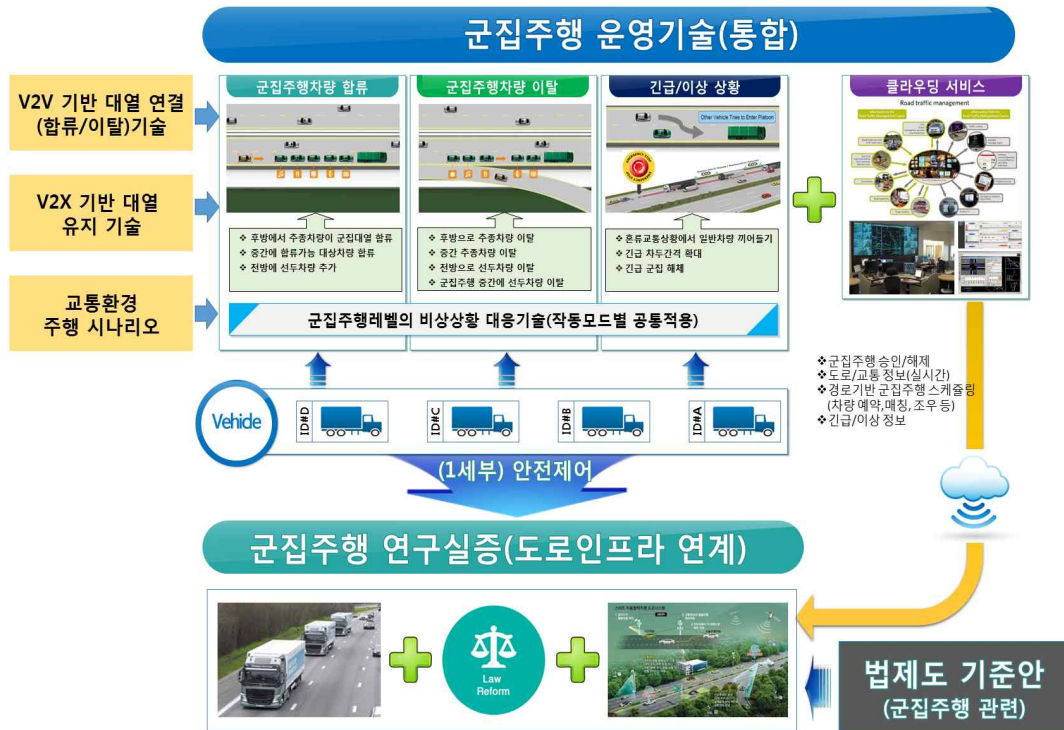 군집주행 운영기술(통합)
V2V 기반 대열 연결
(합류/이탈)기술
V2X 기반 대열
유지 기술
교통환경
주행 시나리오
군집주행차량 합류
❖ 후방에서 주종차량이 군집대열 합류
❖ 중간에 합류가능 대상차량 합류
❖ 전방에 선두차량 추가
군집주행차량 이탈
❖ 후방으로 주종차량 이탈
❖ 중간 주종차량 이탈
❖ 전방으로 선두차량 이탈
❖ 군집주행 중간에 선두차량 이탈
긴급/이상 상황
Other Vehicle Tries to Enter Platoon
❖ 혼류교통상황에서 일반차량 끼어들기
❖ 긴급 차두간격 확대
❖ 긴급 군집 해체
클라우딩 서비스
Road traffic management
군집주행레벨의 비상상황 대응기술(작동모드별 공통적용)
❖군집주행 승인/해제
❖도로/교통 정보(실시간)
❖경로기반 군집주행 스케쥴링
(차량 예약,매칭,조우 등)
❖긴급/이상 정보
Vehide
ID#D
ID#C
ID#B
ID#A
(1세부) 안전제어
군집주행 연구실증(도로인프라 연계)
Law
Reform
법제도 기준안
(군집주행 관련)